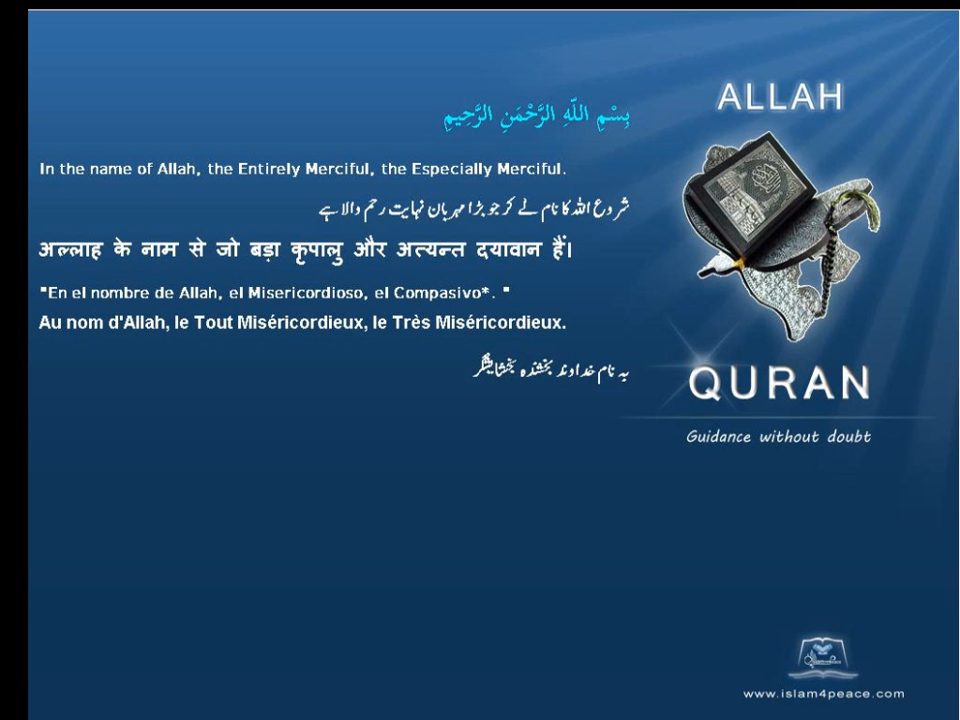 بِسْمِ اللَّهِ الرَّحْمَنِ الرَّحِيمِ
In the name of Allah, the Entirely Merciful, the Especially Merciful.
شروع اللہ کا نام لے کر جو بڑا مہربان نہایت رحم والا ہے
अल्लाह के नाम से जो बड़ा कृपालु और अत्यन्त दयावान हैं।
"En el nombre de Allah, el Misericordioso, el Compasivo*. "
Au nom d'Allah, le Tout Miséricordieux, le Très Miséricordieux.
به نام خداوند بخشنده بخشایشگر
ALLAH
QURAN
Guidance without doubt
www.islam4peace.com